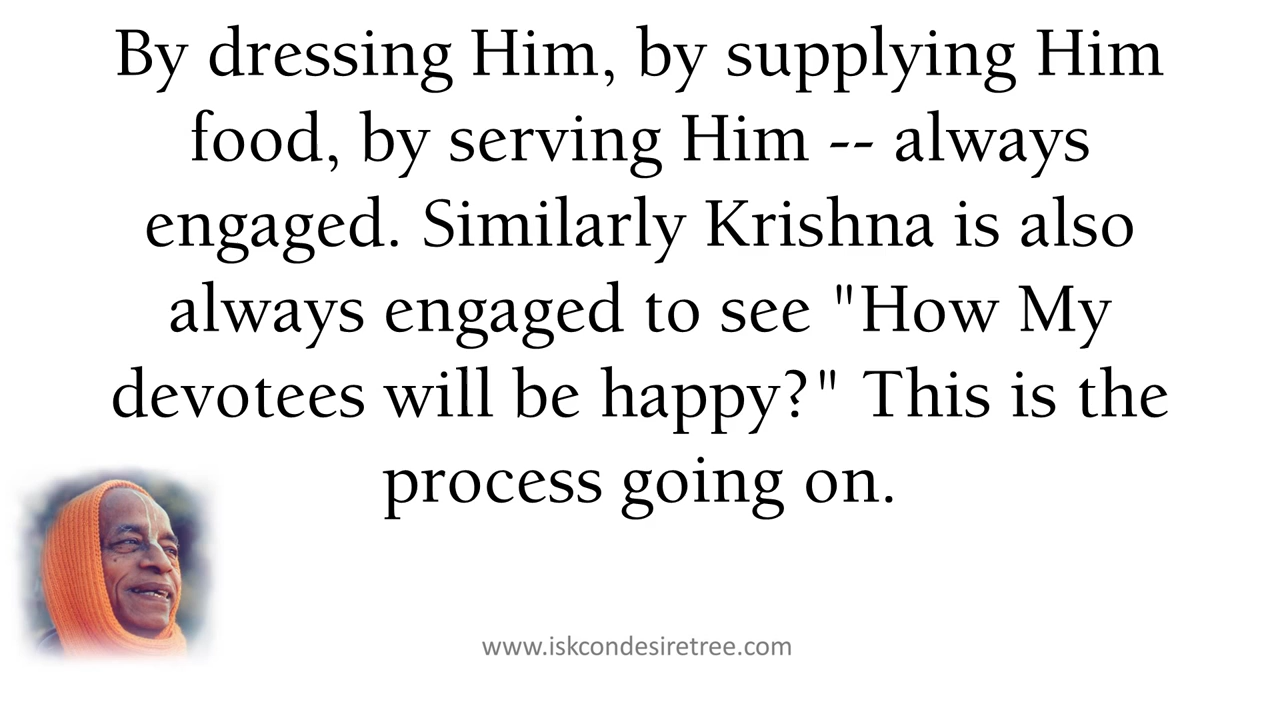 By dressing Him, by supplying Him
food, by serving Him -- always
engaged. Similarly Krishna is also
always engaged to see "How My
devotees will be happy?" This is the
process going on.
www.iskcondesiretree.com